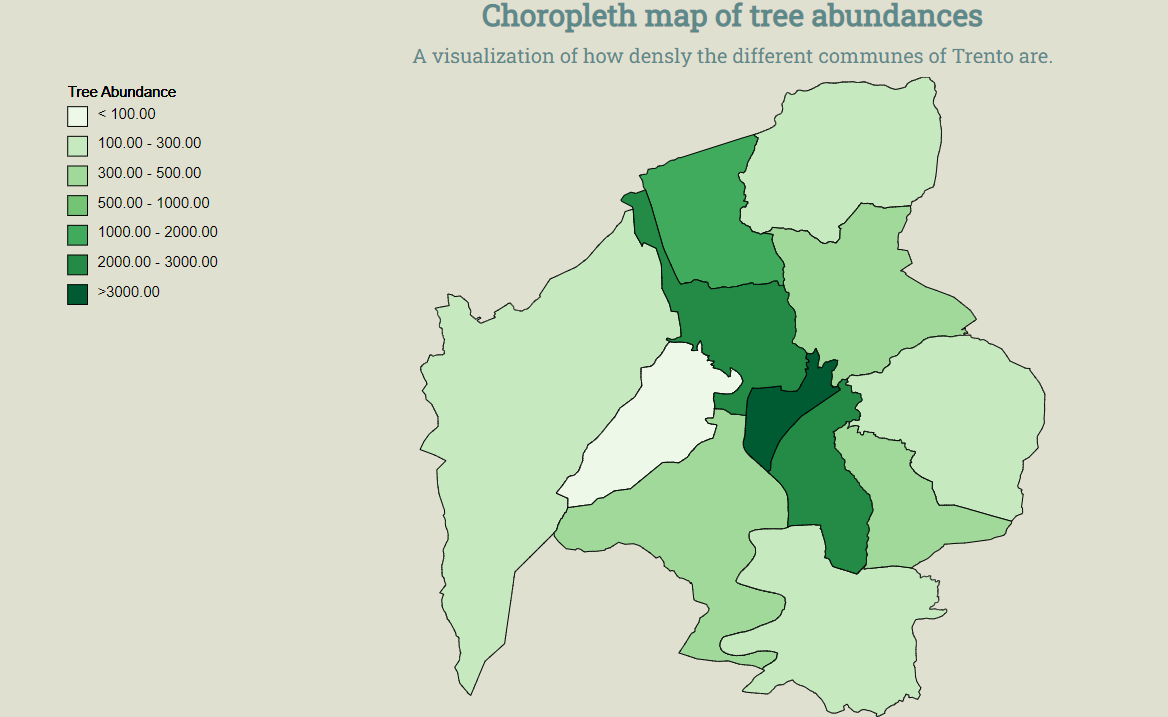 Choropleth map of tree abundances
A visualization of how densly the different communes of Trento are.
Tree Abundance
< 100.00
100.00 - 300.00
300.00 - 500.00
500.00 - 1000.00
1000.00 - 2000.00
2000.00 - 3000.00
>3000.00